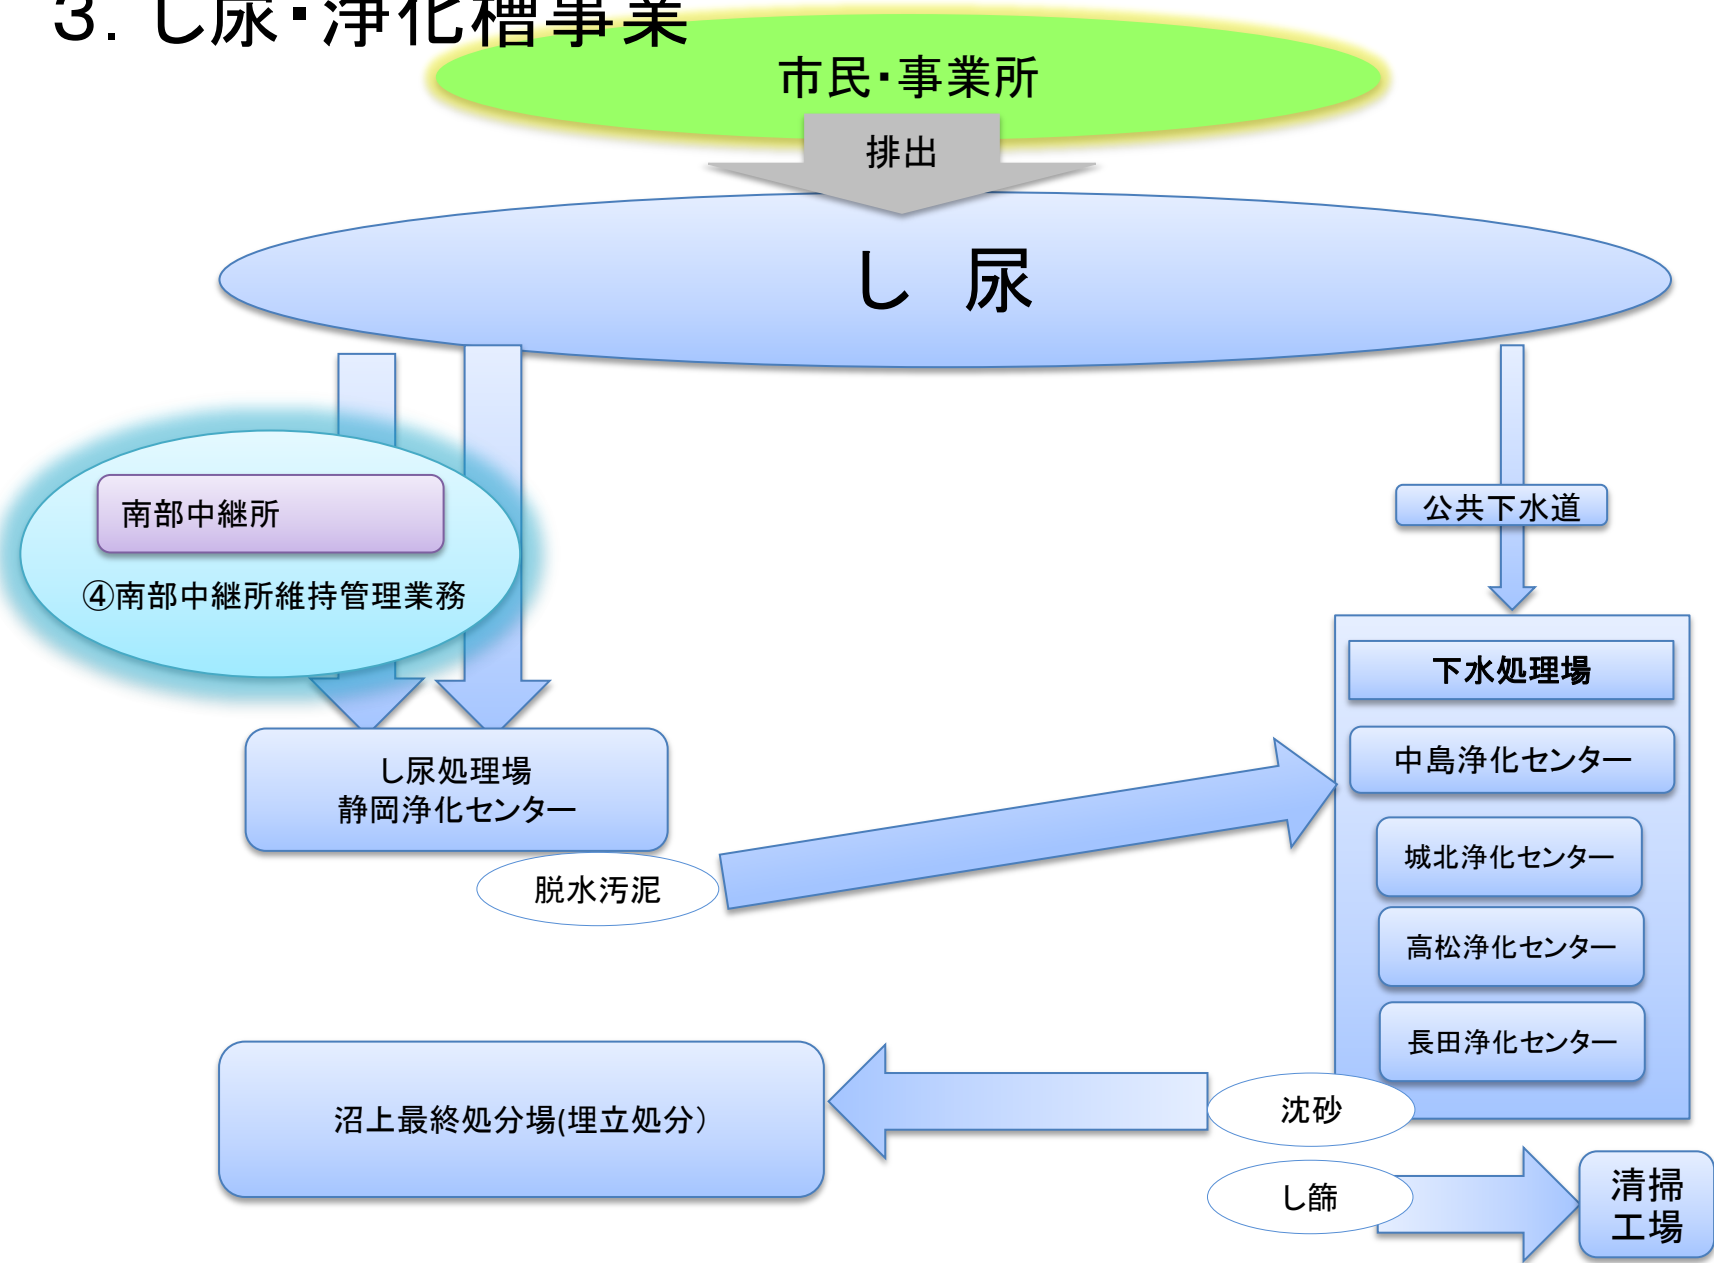 ３．し尿・浄化槽事業
市民・事業所
排出
し　尿
南部中継所
④南部中継所維持管理業務
公共下水道
下水処理場
中島浄化センター
城北浄化センター
高松浄化センター
長田浄化センター
し尿処理場
静岡浄化センター
脱水汚泥
沼上最終処分場(埋立処分）
沈砂
し篩
清掃
工場